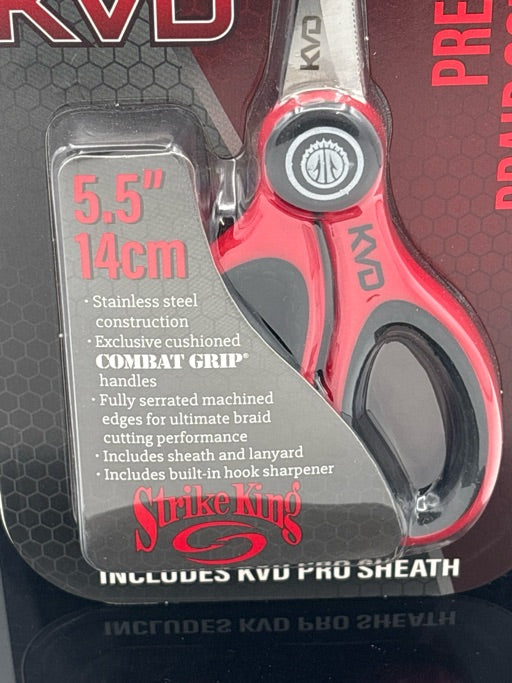 KVD
KVD
PRE
KVD
5.5"
14cm
· Stainless steel
construction
· Exclusive cushioned
COMBAT GRIP®
handles
· Fully serrated machined
edges for ultimate braid
cutting performance
· Includes sheath and lanyard
· Includes built-in hook sharpener
Strike King
INCLUDES KVD PRO SHEATH